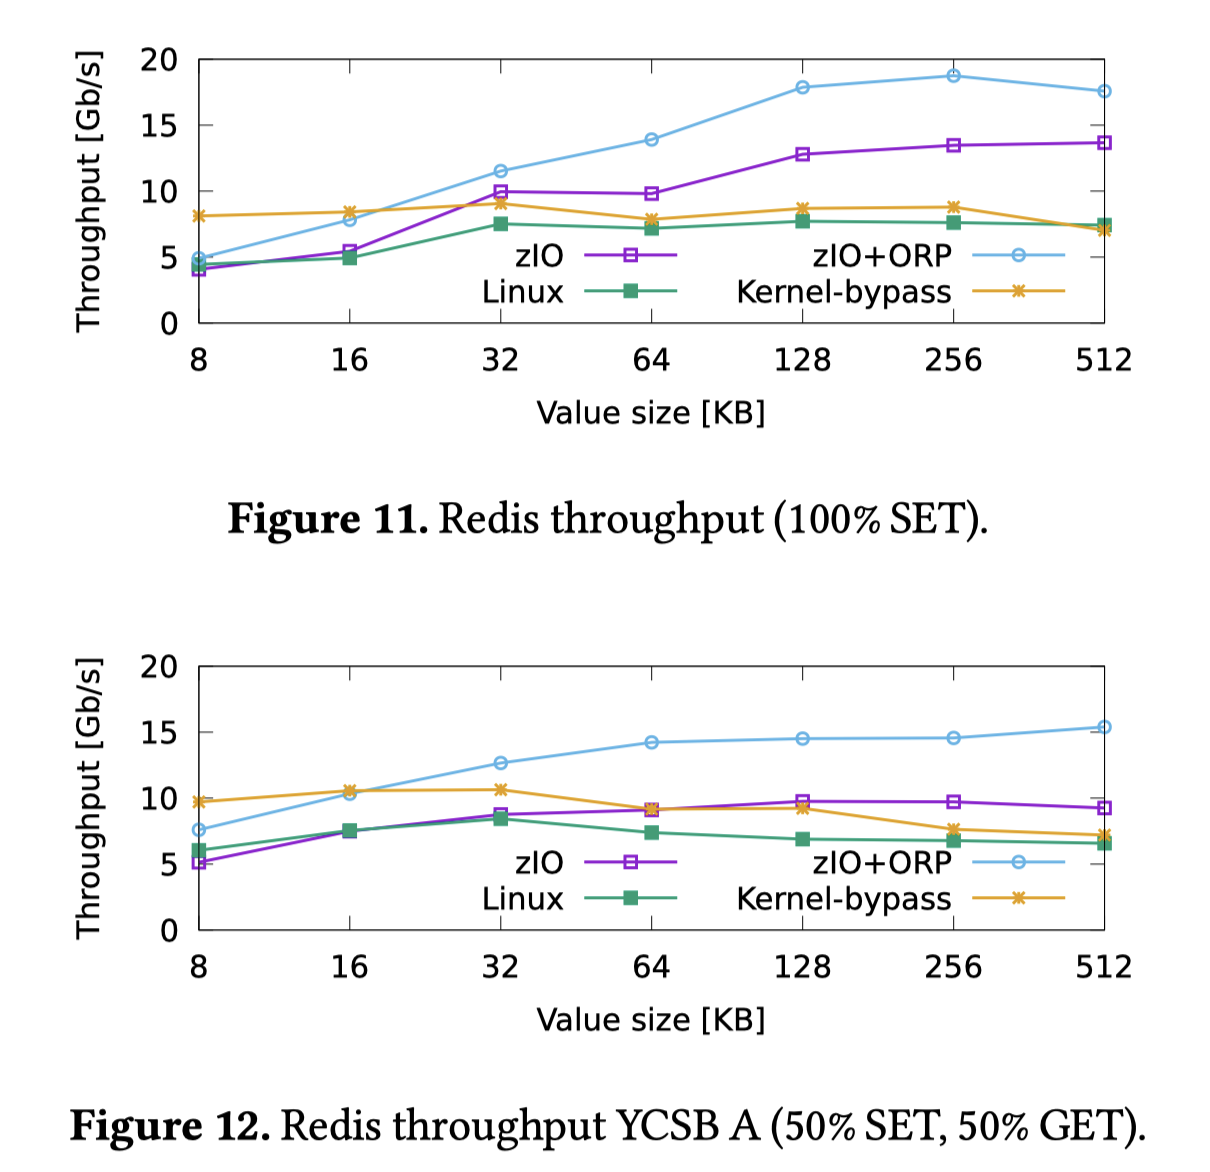 Throughput [Gb/s]
20
15
10
5
0
zIO
zIO+ORP
Linux
Kernel-bypass
8 16 32 64 128 256 512
Value size [KB]
Figure 11. Redis throughput (100% SET).
Throughput [Gb/s]
20
15
10
5
0
zIO
zIO+ORP
Linux
Kernel-bypass
8 16 32 64 128 256 512
Value size [KB]
Figure 12. Redis throughput YCSB A (50% SET, 50% GET).